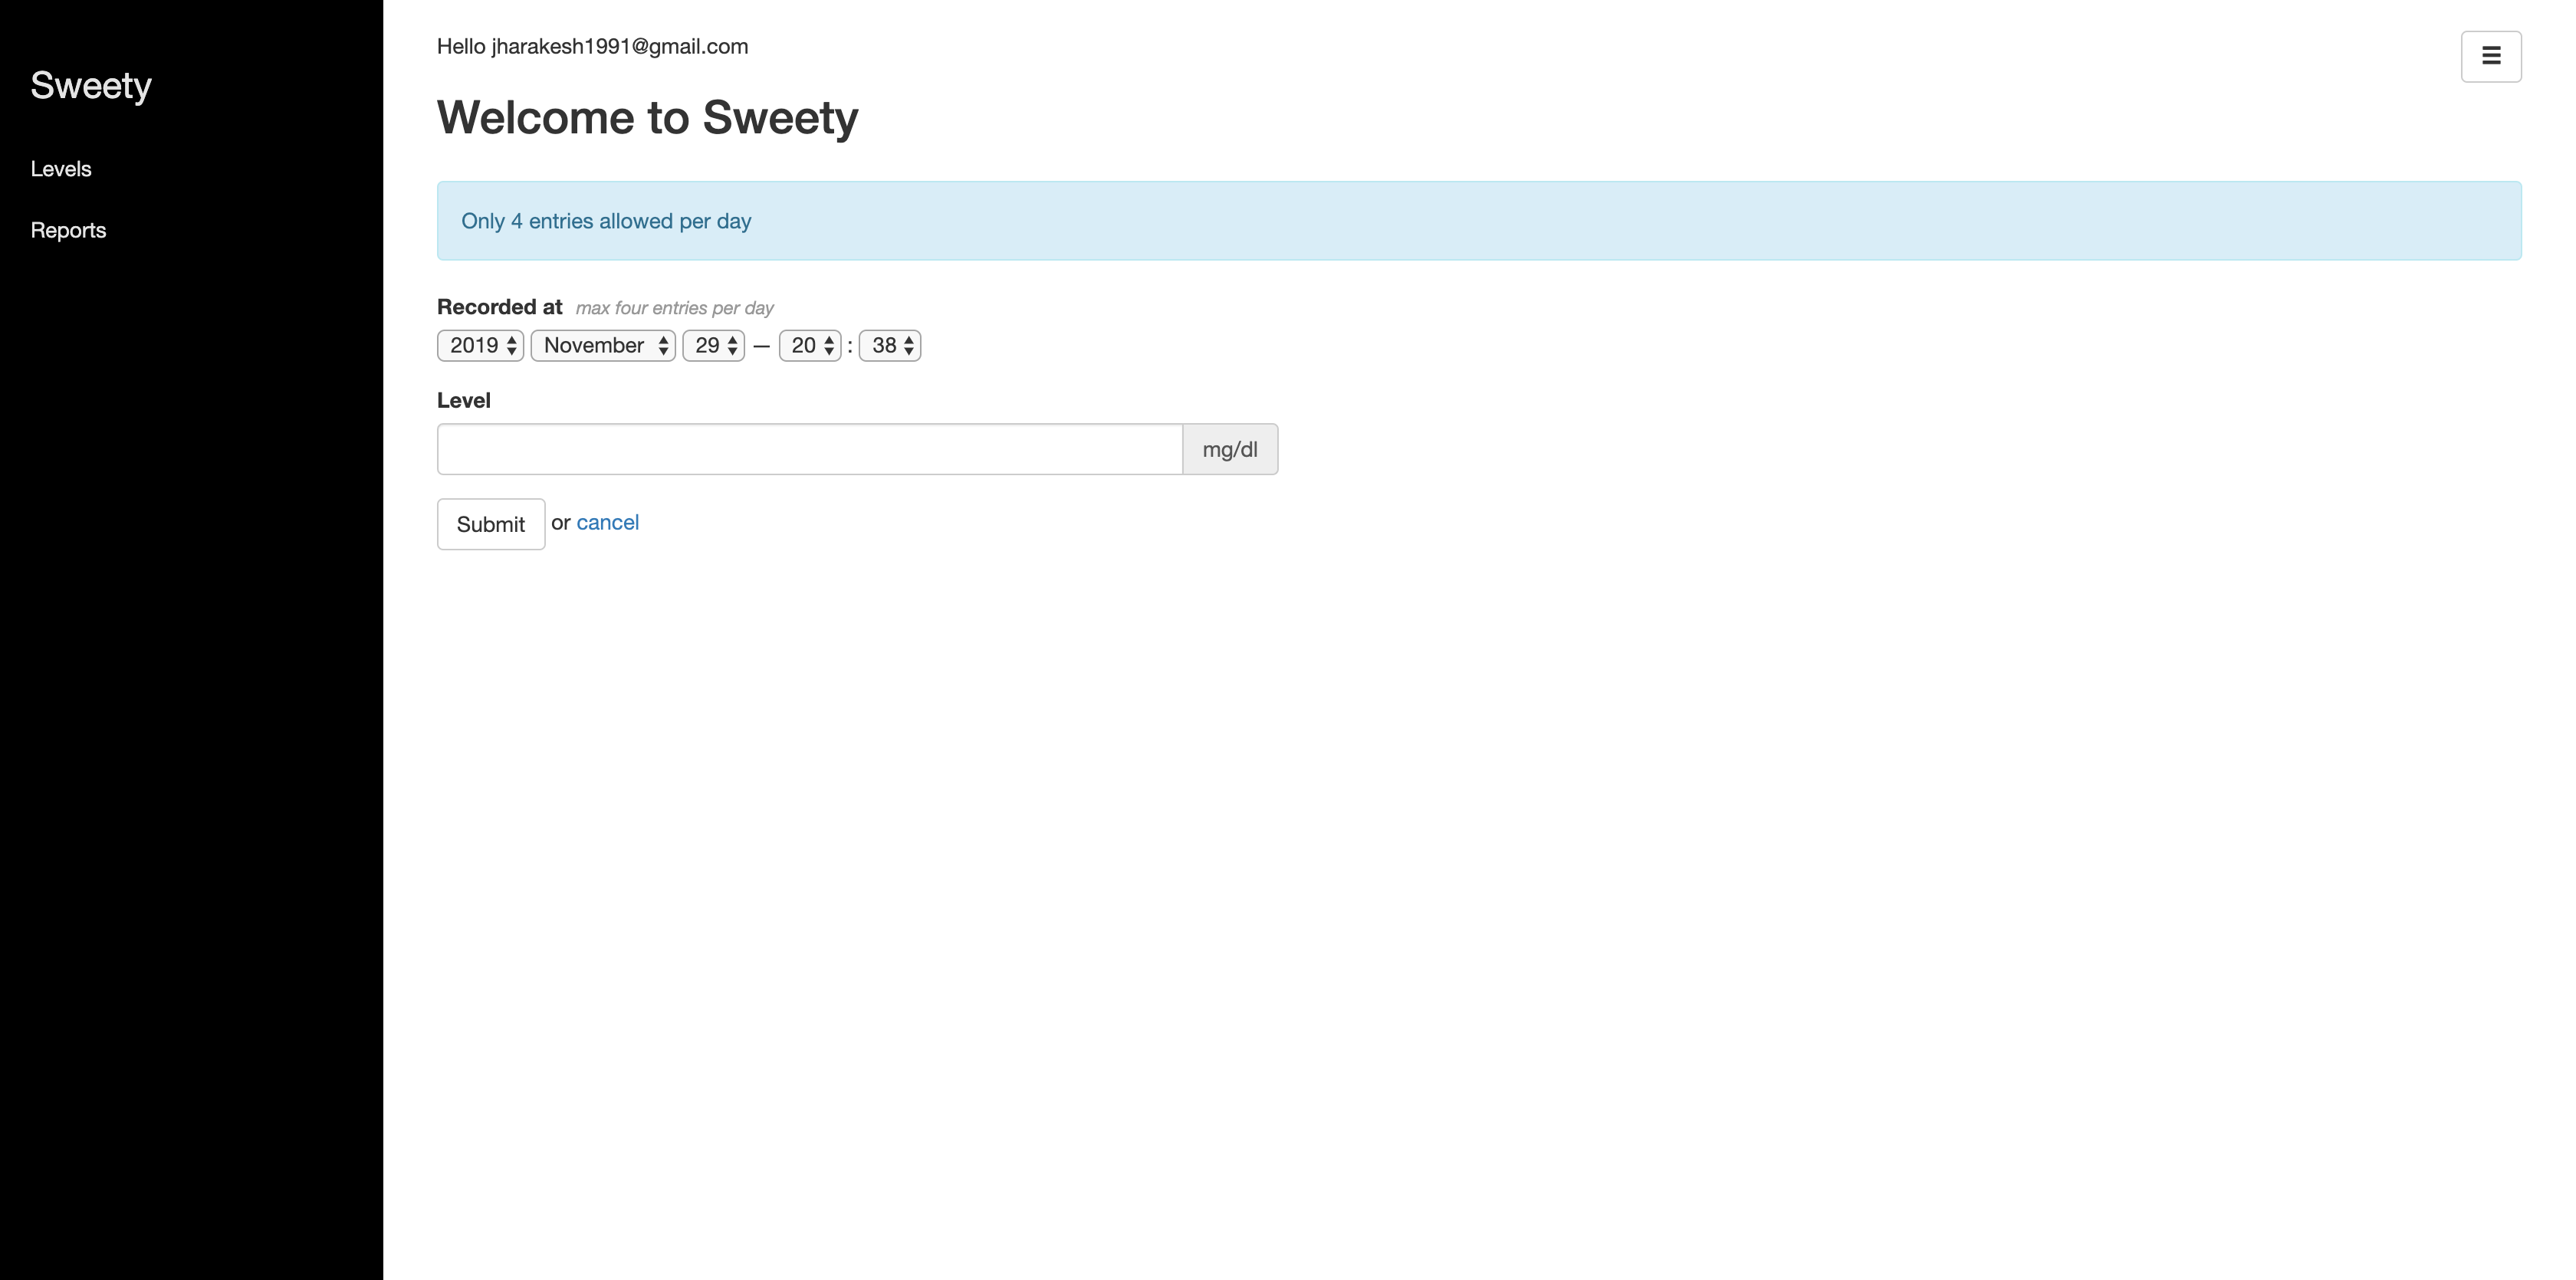 Sweety
Levels
Reports
Hello jharakesh1991@gmail.com
Welcome to Sweety
Only 4 entries allowed per day
Recorded at max four entries per day
2019 November 29 — 20 : 38
Level
mg/dl
Submit or cancel